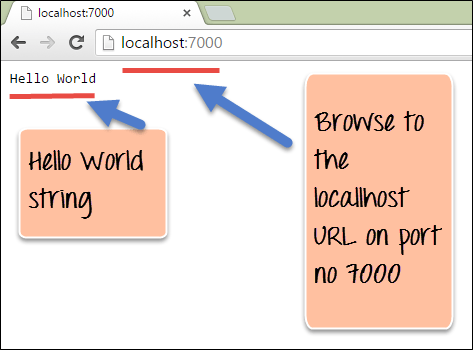 localhost:7000
localhost:7000
Hello World
Hello World
string
Browse to
the
locallhost
URL on port
no 7000